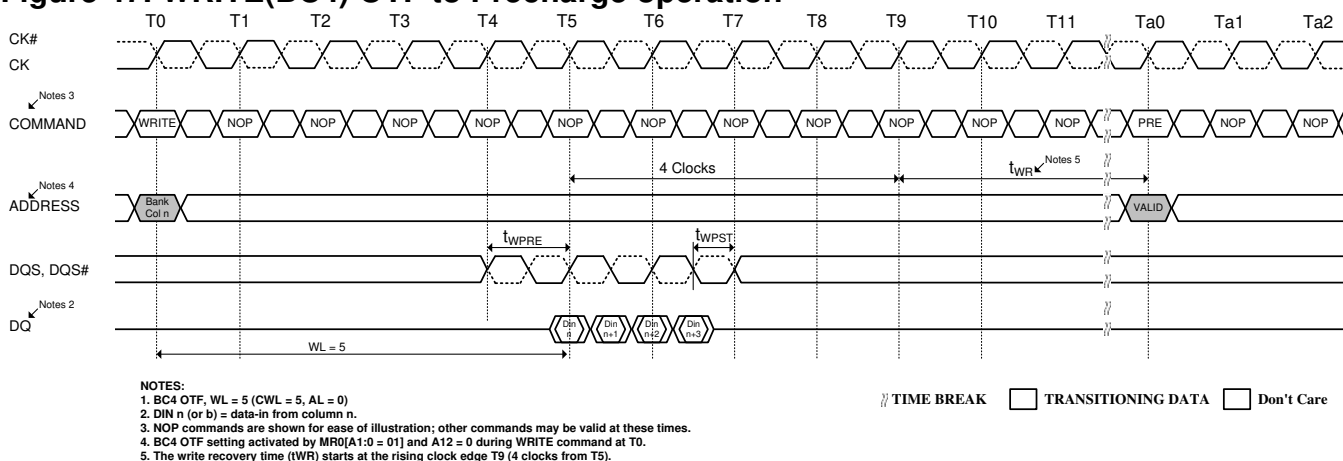 T0 T1 T2 T3 T4 T5 T6 T7 T8 T9 T10 T11 Ta0 Ta1 Ta2
CK#
CK
Notes 3
COMMAND WRITE NOP NOP NOP NOP NOP NOP NOP NOP NOP NOP NOP PRE NOP NOP
4 Clocks tWR Notes 5
Notes 4
ADDRESS Bank Col n VALID
tWPRE tWPST
DQS, DQS#
Notes 2
DQ Din n Din n+1 Din n+2 Din n+3
WL = 5
NOTES:
1. BC4 OTF, WL = 5 (CWL = 5, AL = 0)
2. DIN n (or b) = data-in from column n.
3. NOP commands are shown for ease of illustration; other commands may be valid at these times.
4. BC4 OTF setting activated by MR0[A1:0 = 01] and A12 = 0 during WRITE command at T0.
5. The write recovery time (tWR) starts at the rising clock edge T9 (4 clocks from T5).
TIME BREAK TRANSITIONING DATA Don't Care